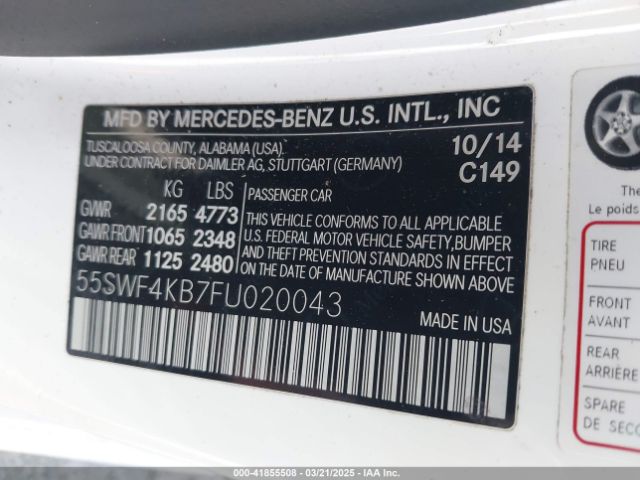 MFD BY MERCEDES-BENZ U.S. INTL., INC
TUSCALOOSA COUNTY, ALABAMA (USA). 10/14
UNDER CONTRACT FOR DAIMLER AG, STUTTGART (GERMANY) C149
KG LBS
GVWR 2165 4773
GAWR FRONT 1065 2348
GAWR REAR 1125 2480
PASSENGER CAR
THIS VEHICLE CONFORMS TO ALL APPLICABLE
U.S. FEDERAL MOTOR VEHICLE SAFETY, BUMPER
AND THEFT PREVENTION STANDARDS IN EFFECT
ON THE DATE OF MANUFACTURE SHOWN ABOVE
55SWF4KB7FU020043
MADE IN USA
The
Le poids
TIRE
PNEU
FRONT
AVANT
REAR
ARRIÈRE
SPARE
DE SECO
000-41855508 - 03/21/2025 - IAA Inc.